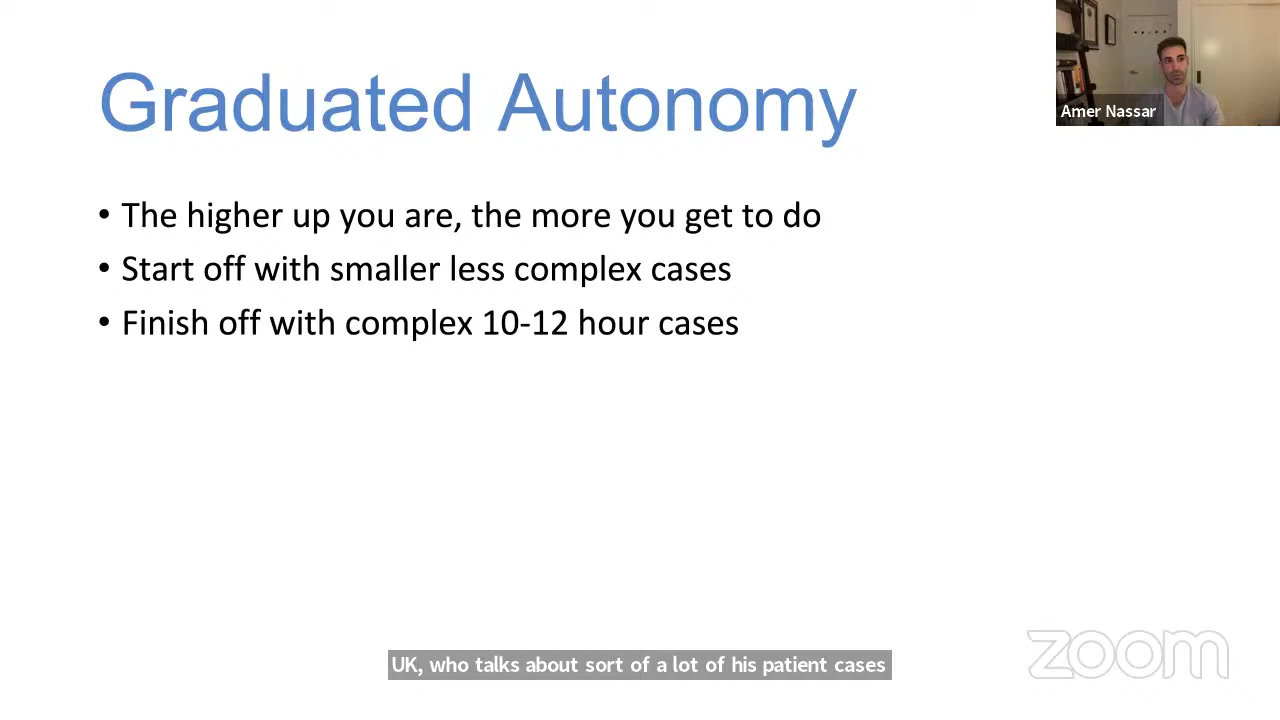 Graduated Autonomy
Amer Nassar
• The higher up you are, the more you get to do
• Start off with smaller less complex cases
• Finish off with complex 10-12 hour cases
UK, who talks about sort of a lot of his patient cases
zoom